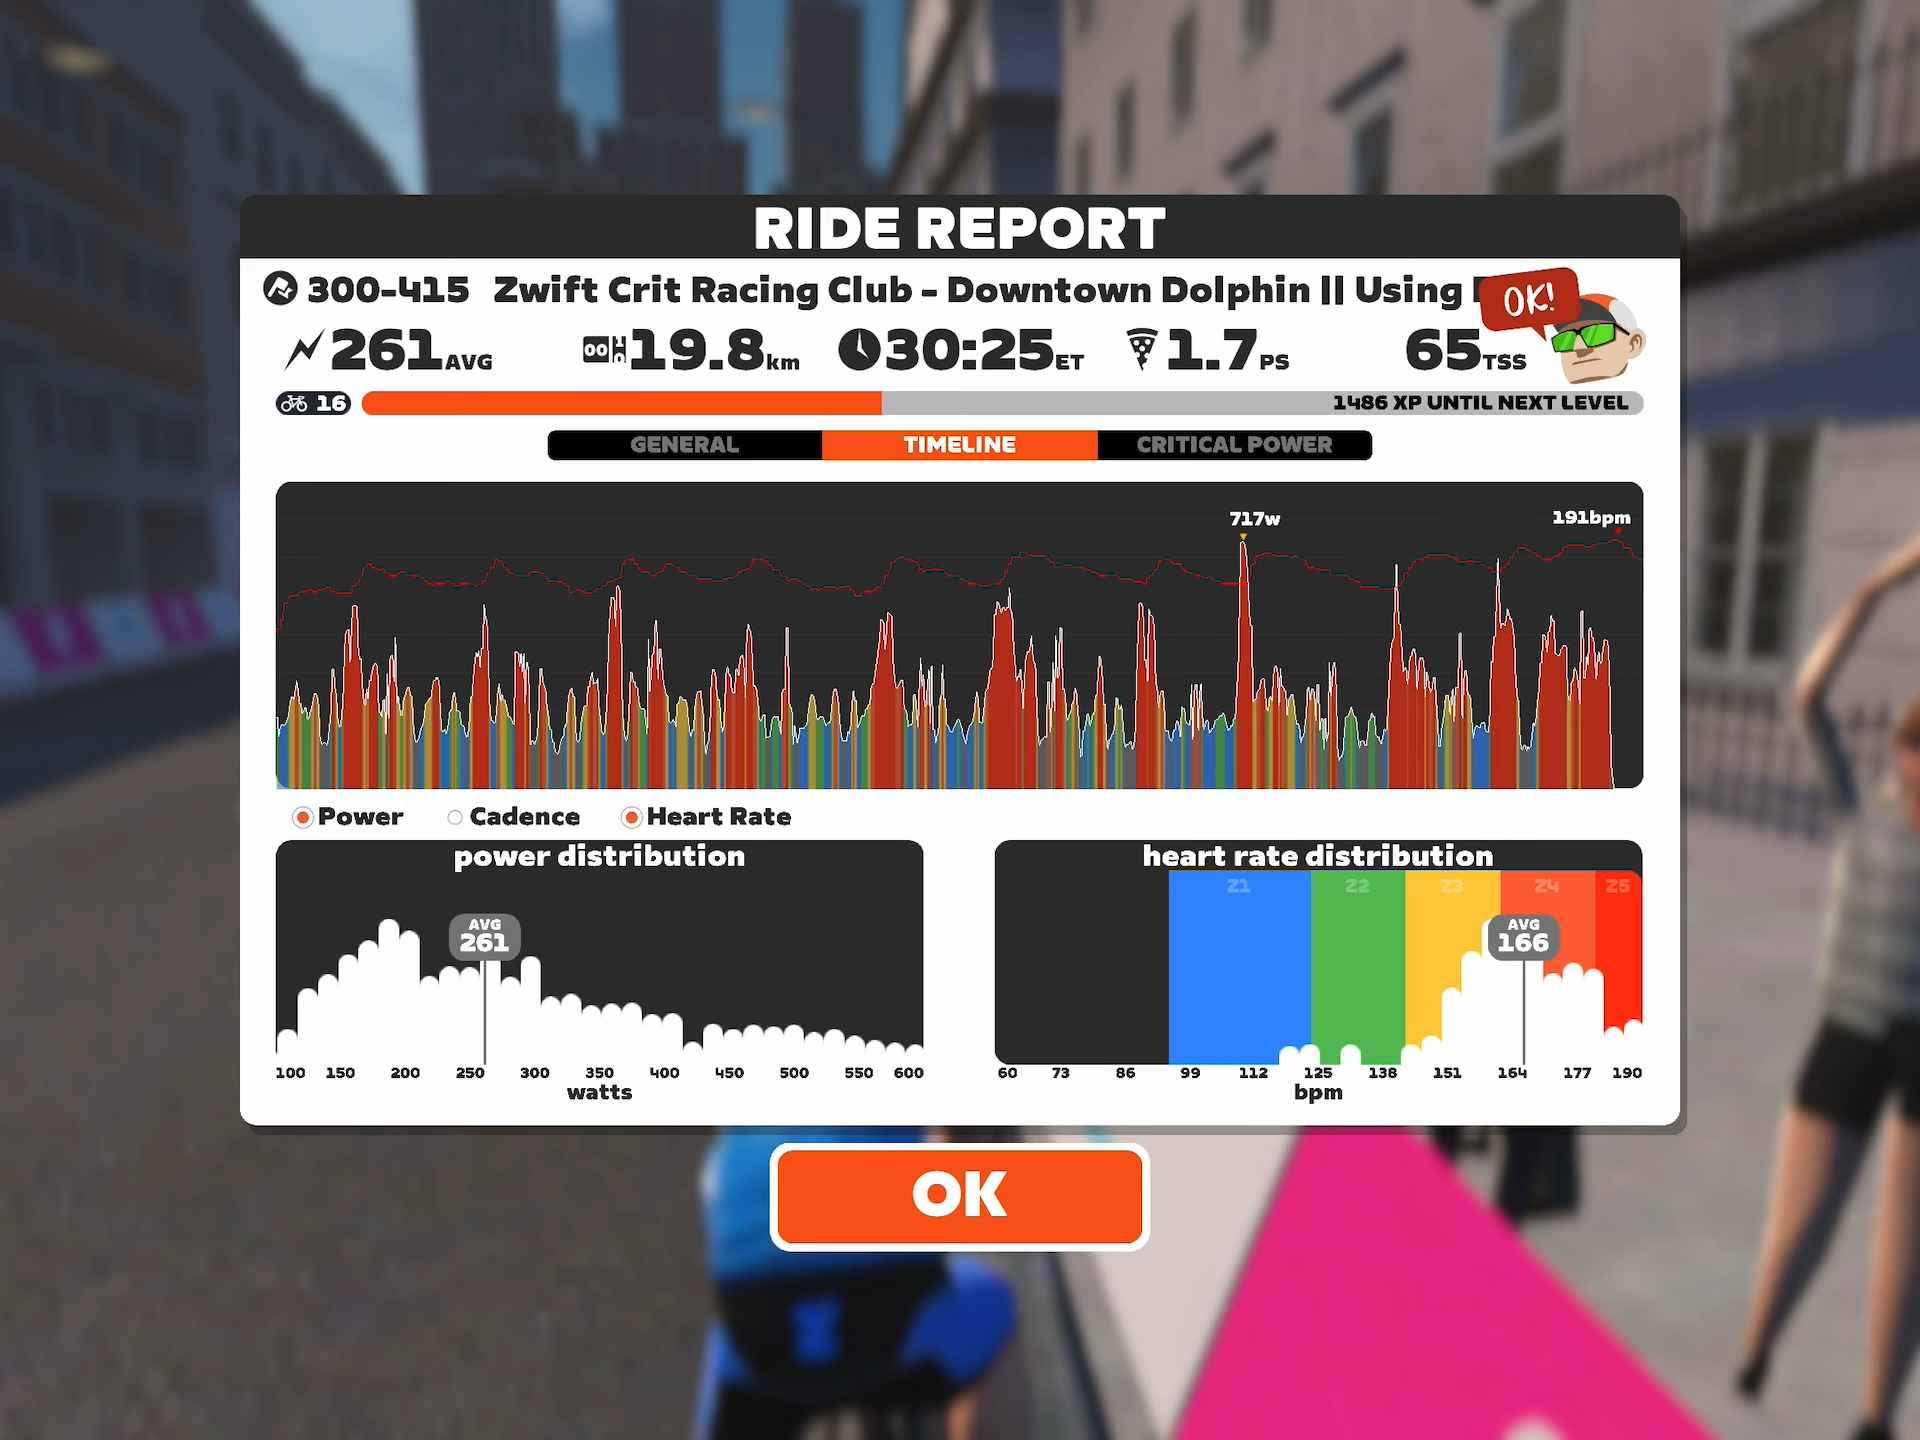 RIDE REPORT
300-415 Zwift Crit Racing Club - Downtown Dolphin || Using
OK!
261AVG 19.8km 30:25ET 1.7PS 65TSS
16 1486 XP UNTIL NEXT LEVEL
GENERAL TIMELINE CRITICAL POWER
717w 191bpm
Power Cadence Heart Rate
power distribution
AVG
261
100 150 200 250 300 350 400 450 500 550 600
watts
heart rate distribution
Z1 Z2 Z3 Z4 Z5
AVG
166
60 73 86 99 112 125 138 151 164 177 190
bpm
OK